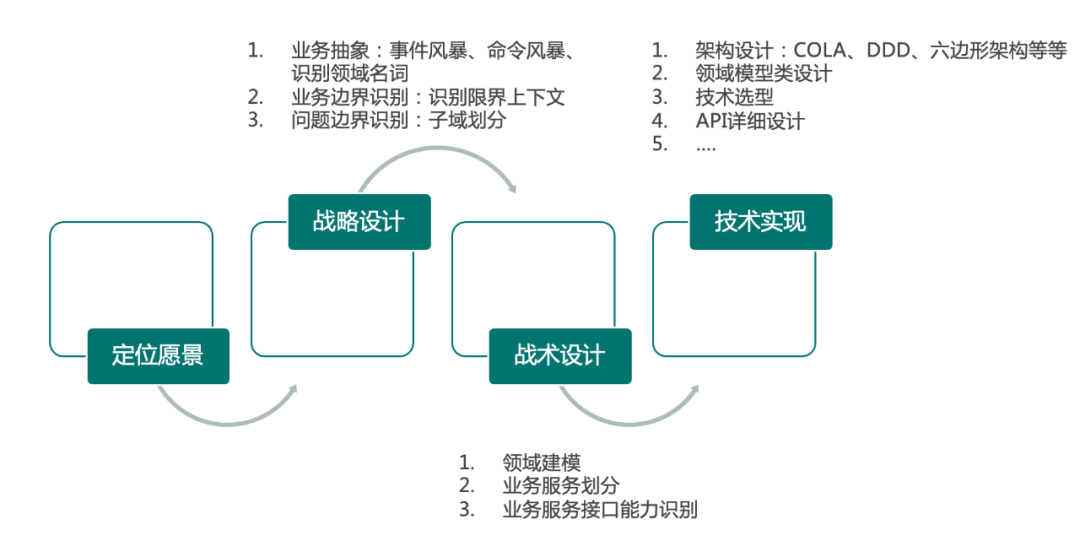 1. 业务抽象：事件风暴、命令风暴、
识别领域名词
2. 业务边界识别：识别限界上下文
3. 问题边界识别：子域划分
1. 架构设计：COLA、DDD、六边形架构等等
2. 领域模型类设计
3. 技术选型
4. API详细设计
5. ....
战略设计
技术实现
定位愿景
战术设计
1. 领域建模
2. 业务服务划分
3. 业务服务接口能力识别